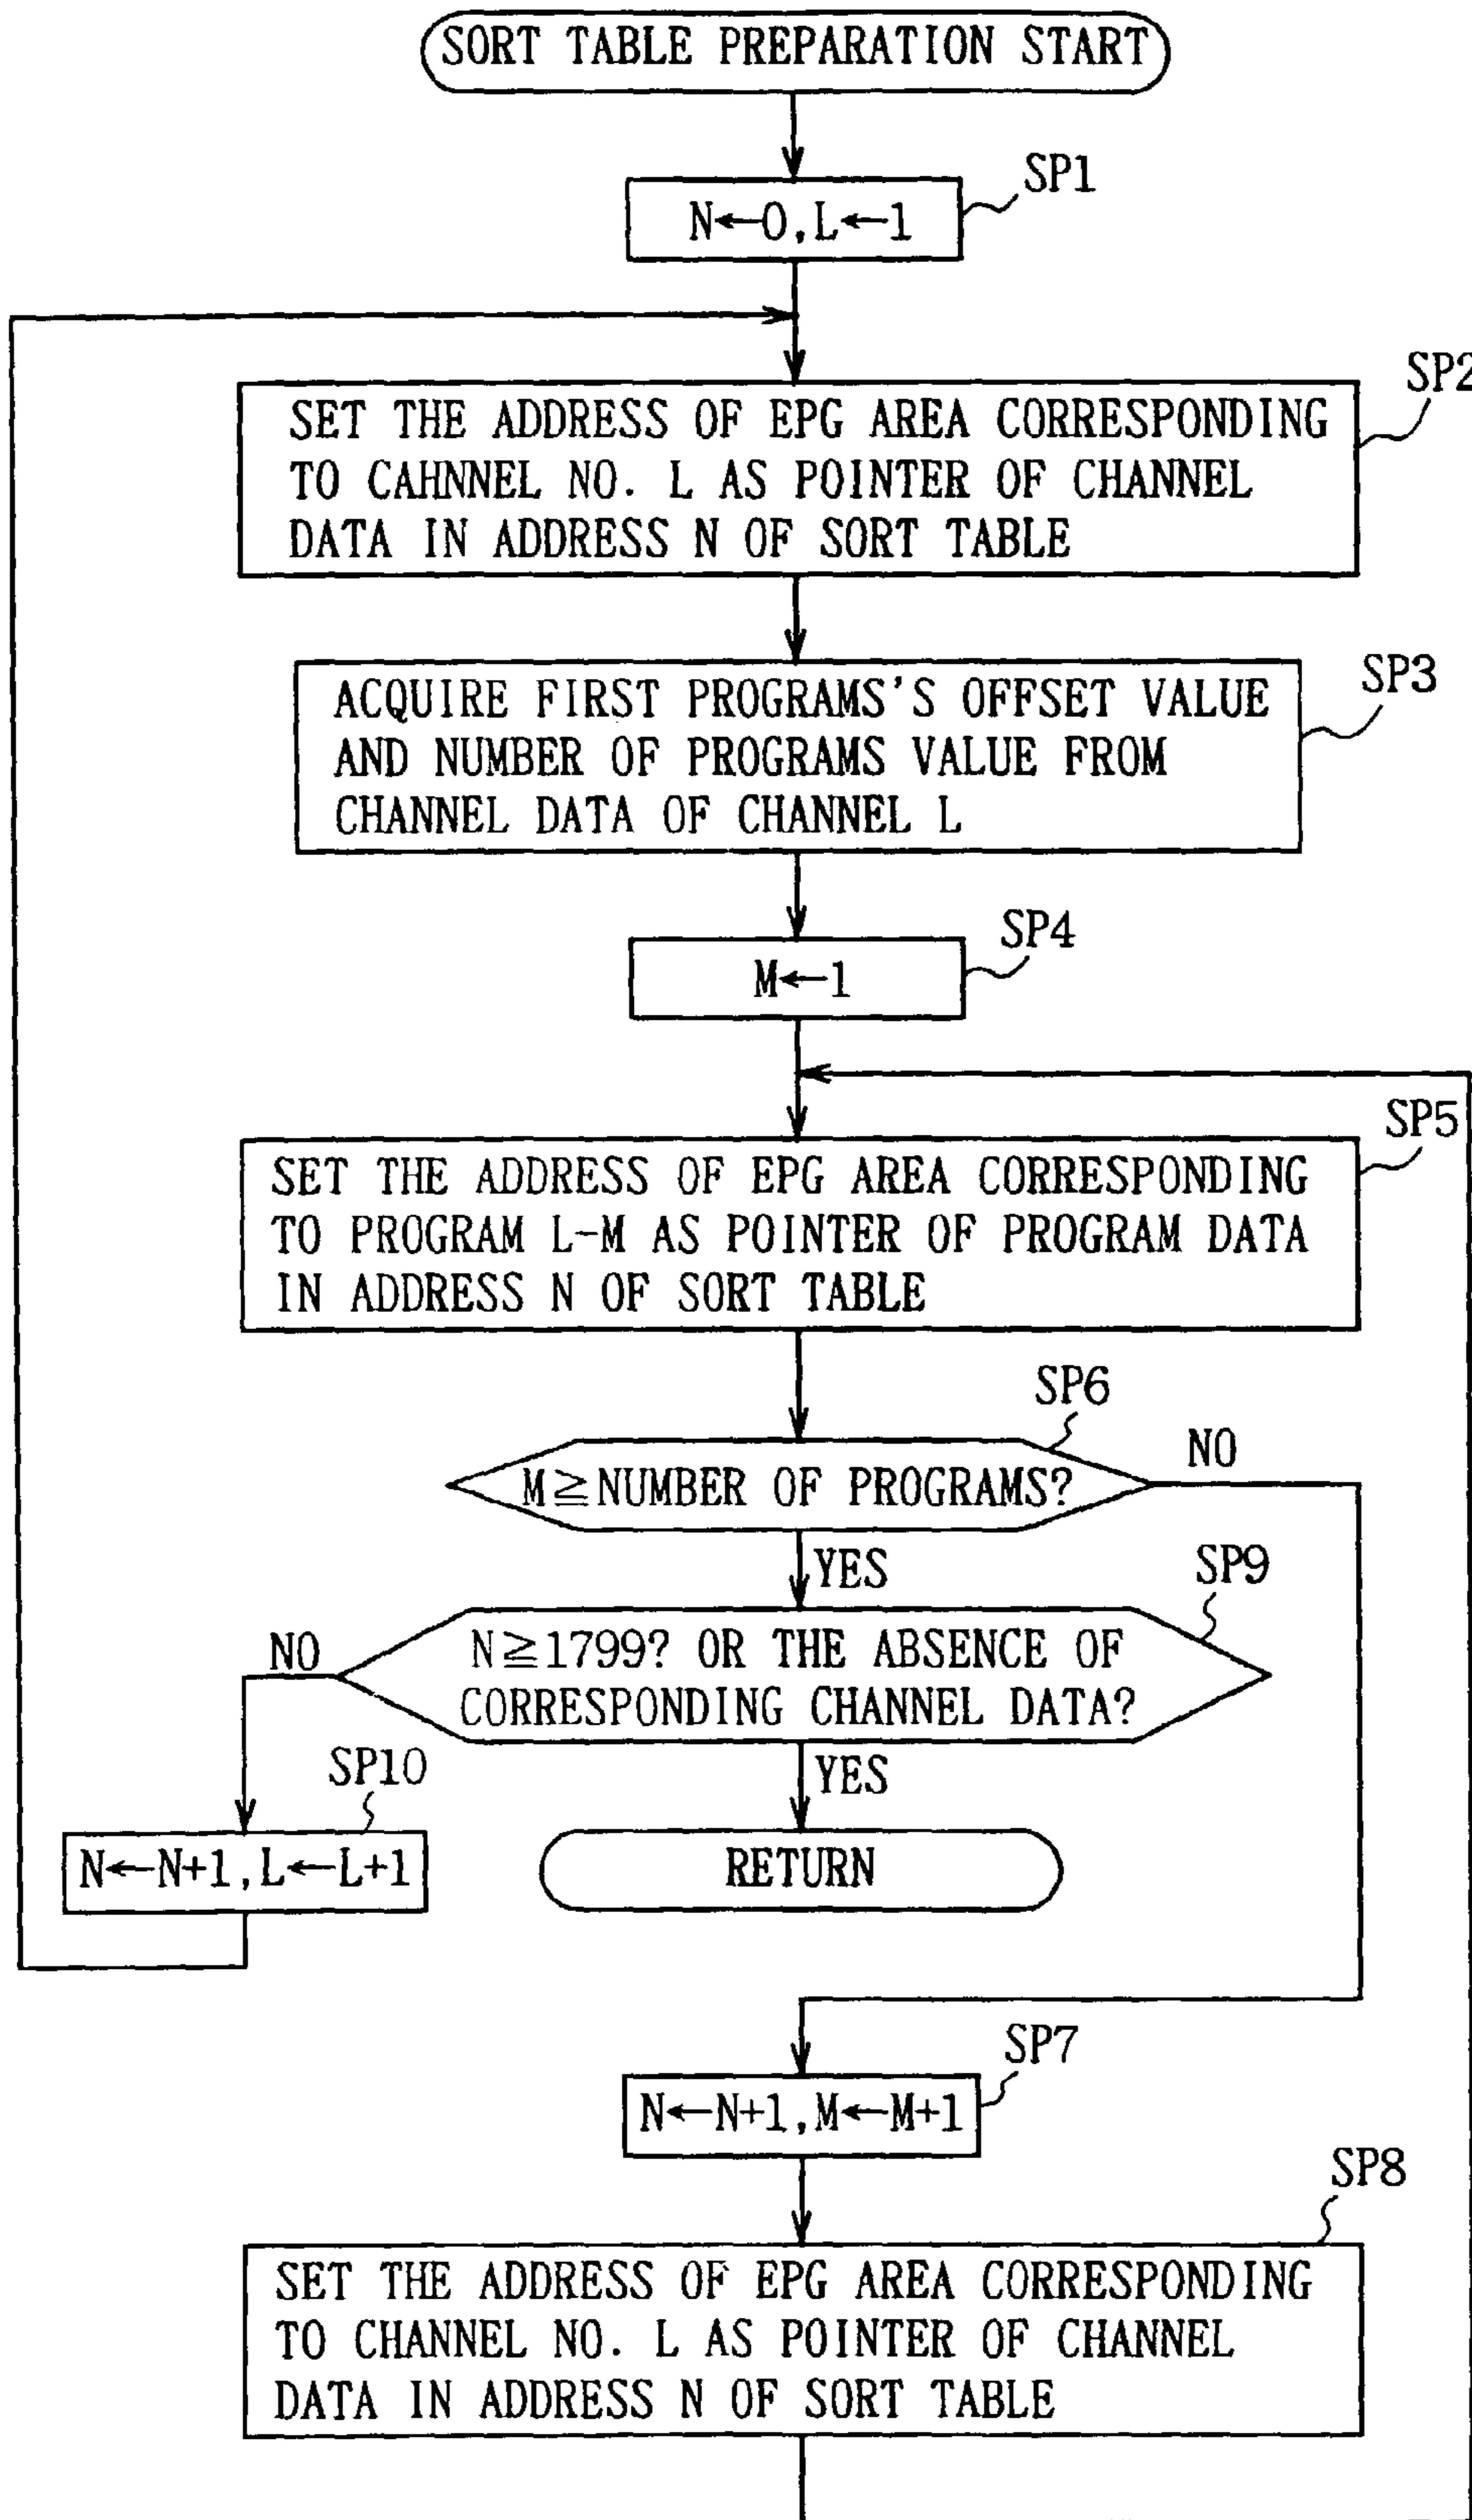 SORT TABLE PREPARATION START
SP1
N←0,L←1
SP2
SET THE ADDRESS OF EPG AREA CORRESPONDING
TO CAHNNEL NO. L AS POINTER OF CHANNEL
DATA IN ADDRESS N OF SORT TABLE
SP3
ACQUIRE FIRST PROGRAMS'S OFFSET VALUE
AND NUMBER OF PROGRAMS VALUE FROM
CHANNEL DATA OF CHANNEL L
SP4
M←1
SP5
SET THE ADDRESS OF EPG AREA CORRESPONDING
TO PROGRAM L-M AS POINTER OF PROGRAM DATA
IN ADDRESS N OF SORT TABLE
SP6
NO
M≧NUMBER OF PROGRAMS?
YES
SP9
NO
N≧1799? OR THE ABSENCE OF
CORRESPONDING CHANNEL DATA?
SP10
YES
N←N+1,L←L+1
RETURN
SP7
N←N+1,M←M+1
SP8
SET THE ADDRESS OF EPG AREA CORRESPONDING
TO CHANNEL NO. L AS POINTER OF CHANNEL
DATA IN ADDRESS N OF SORT TABLE